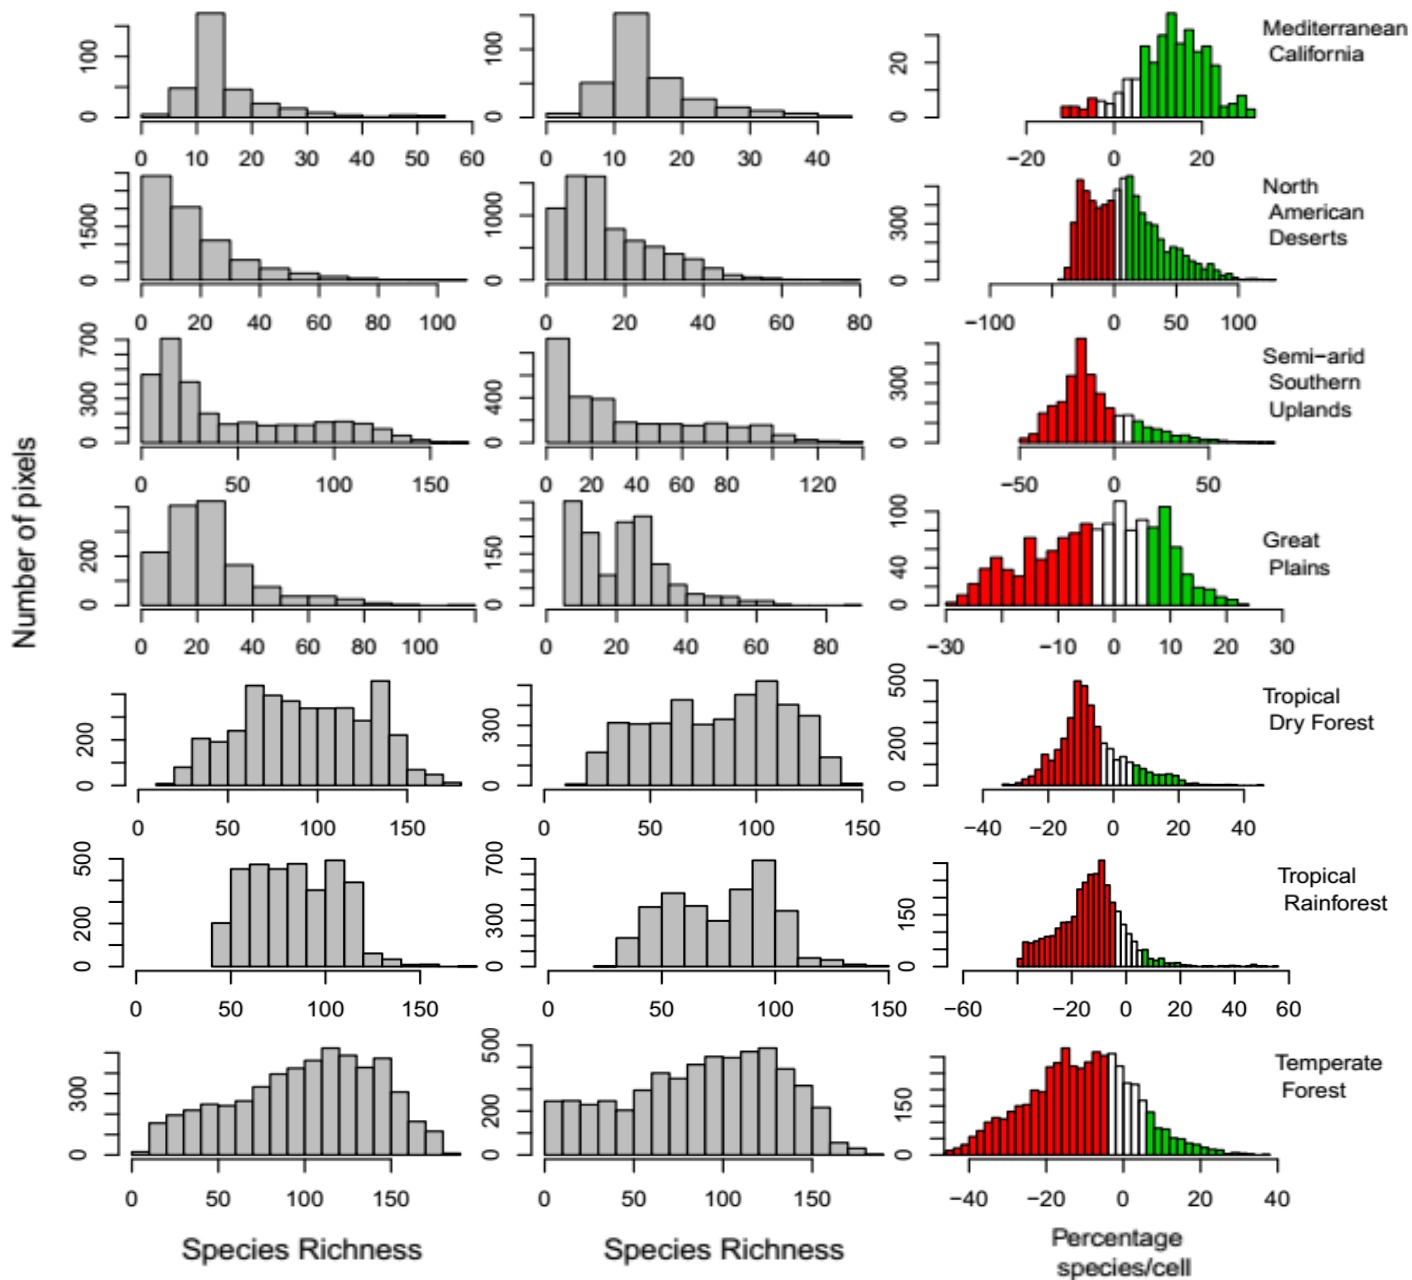 Number of pixels
100
0
0 10 20 30 40 50 60
100
0
0 10 20 30 40
20
0
−20 0 20
Mediterranean
California
1500
0
0 20 40 60 80 100
1000
0
0 20 40 60 80
300
0
−100 0 50 100
North
American
Deserts
700
300
0
0 50 100 150
400
0
0 20 40 60 80 120
300
0
−50 0 50
Semi−arid
Southern
Uplands
200
0
0 20 40 60 80 100
150
0
0 20 40 60 80
100
40
0
−30 −10 0 10 20 30
Great
Plains
200
0
0 50 100 150
300
0
0 50 100 150
500
200
0
−40 −20 0 20 40
Tropical
Dry Forest
500
200
0
0 50 100 150
700
300
0
0 50 100 150
150
0
−60 −20 0 20 40 60
Tropical
Rainforest
300
0
0 50 100 150
500
200
0
0 50 100 150
150
0
−40 −20 0 20 40
Temperate
Forest
Species Richness
Species Richness
Percentage
species/cell